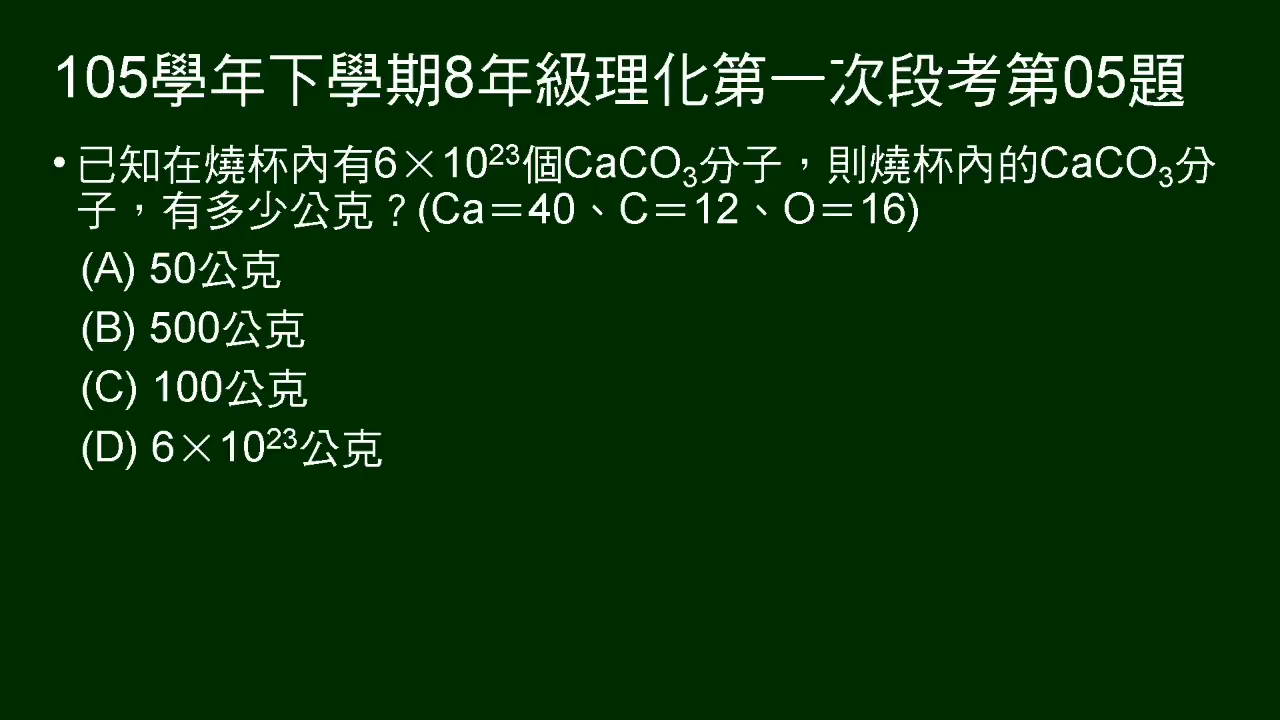 105學年下學期8年級理化第一次段考第05題
•已知在燒杯內有6×10²³個CaCO₃分子，則燒杯內的CaCO₃分
子，有多少公克？(Ca＝40、C＝12、O＝16)
(A) 50公克
(B) 500公克
(C) 100公克
(D) 6×10²³公克